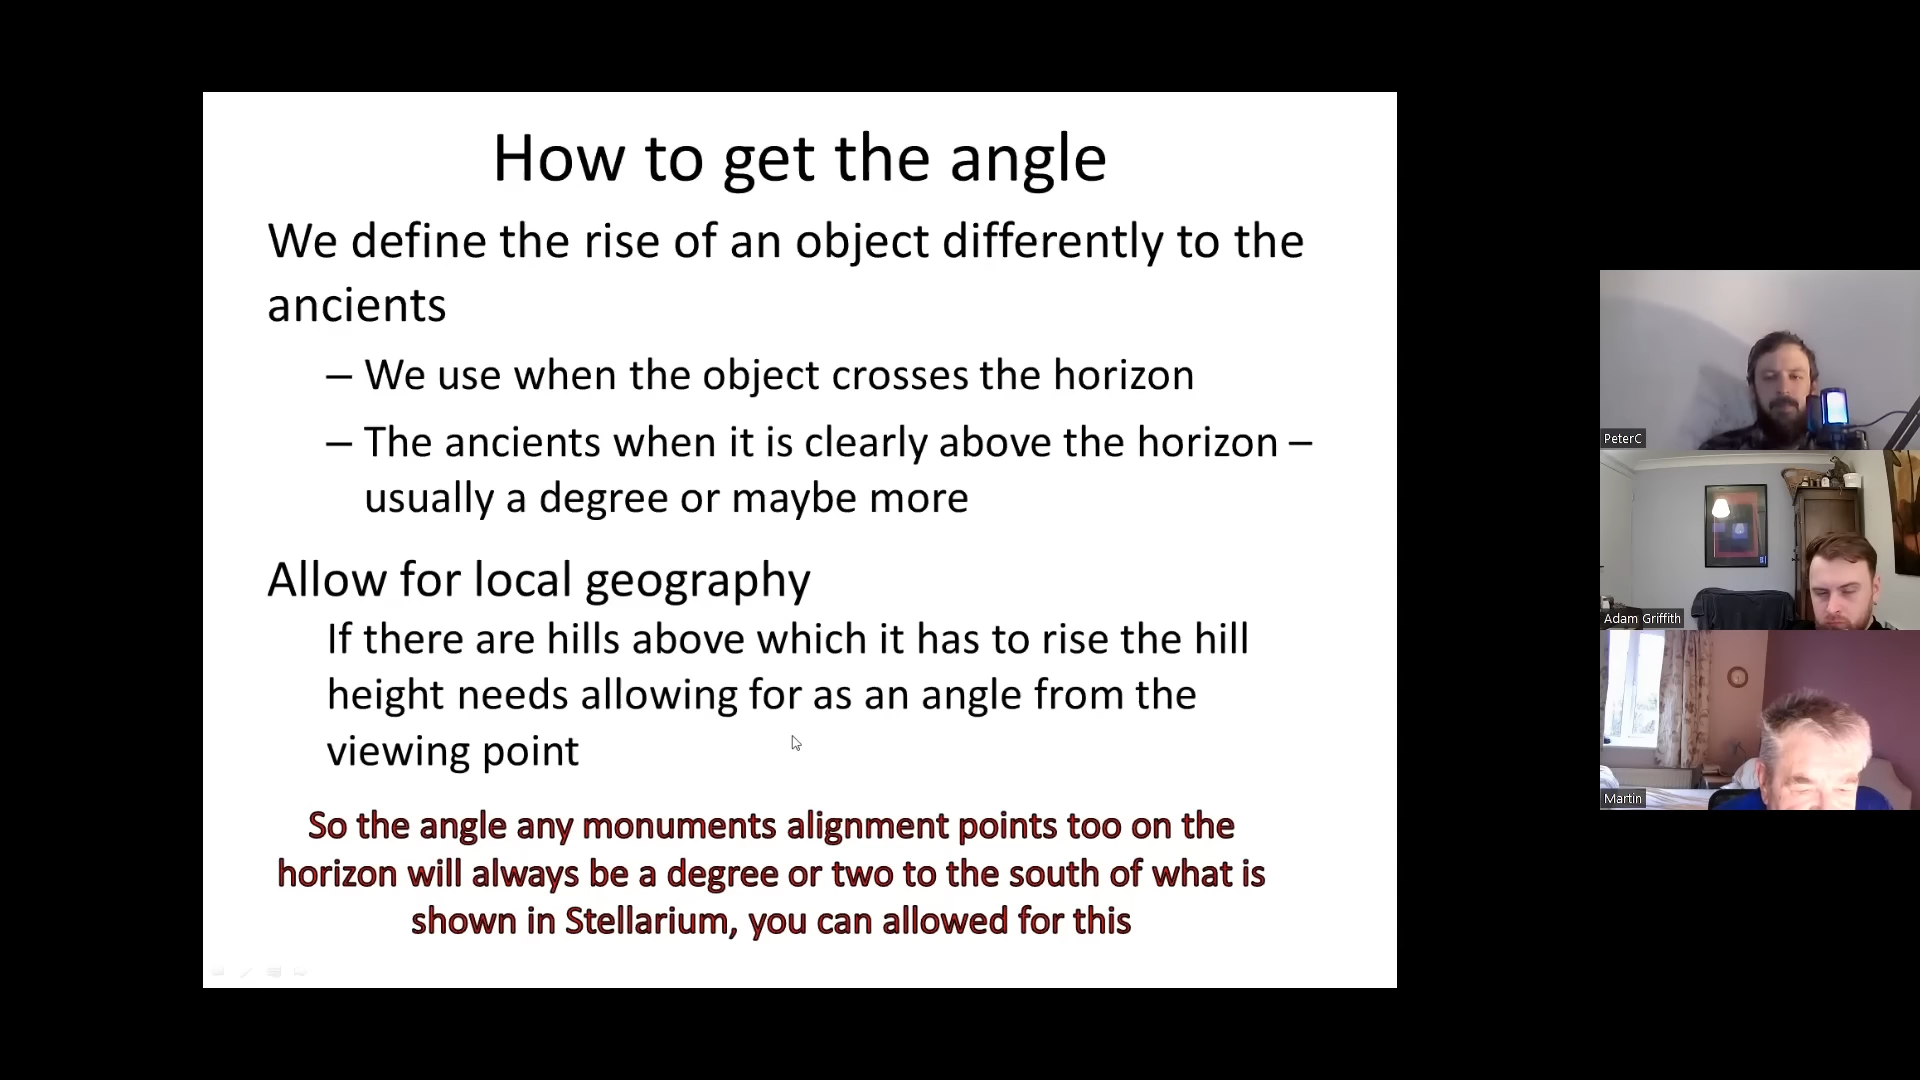 How to get the angle
We define the rise of an object differently to the
ancients
– We use when the object crosses the horizon
– The ancients when it is clearly above the horizon –
usually a degree or maybe more
Allow for local geography
If there are hills above which it has to rise the hill
height needs allowing for as an angle from the
viewing point
So the angle any monuments alignment points too on the
horizon will always be a degree or two to the south of what is
shown in Stellarium, you can allowed for this
PeterC
Adam Griffith
Martin